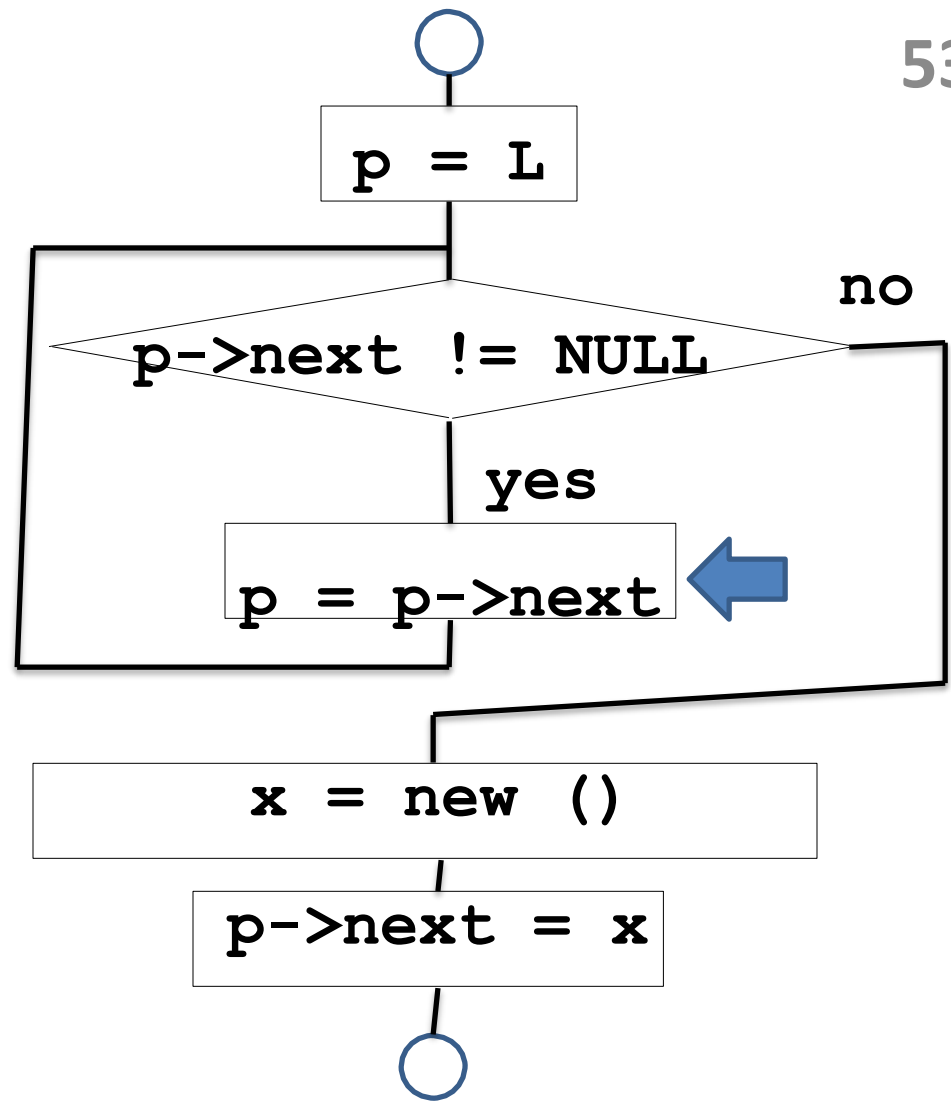 53
p = L
no
p->next != NULL
yes
p = p->next
x = new ()
p->next = x